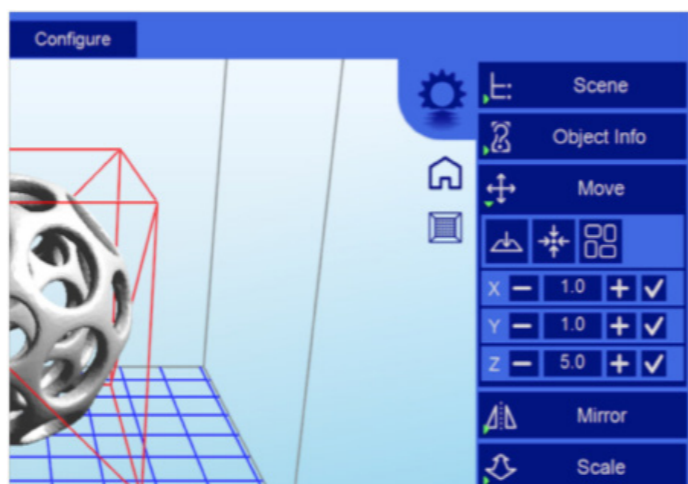 Configure
Scene
Object Info
Move
X 1.0
Y 1.0
Z 5.0
Mirror
Scale